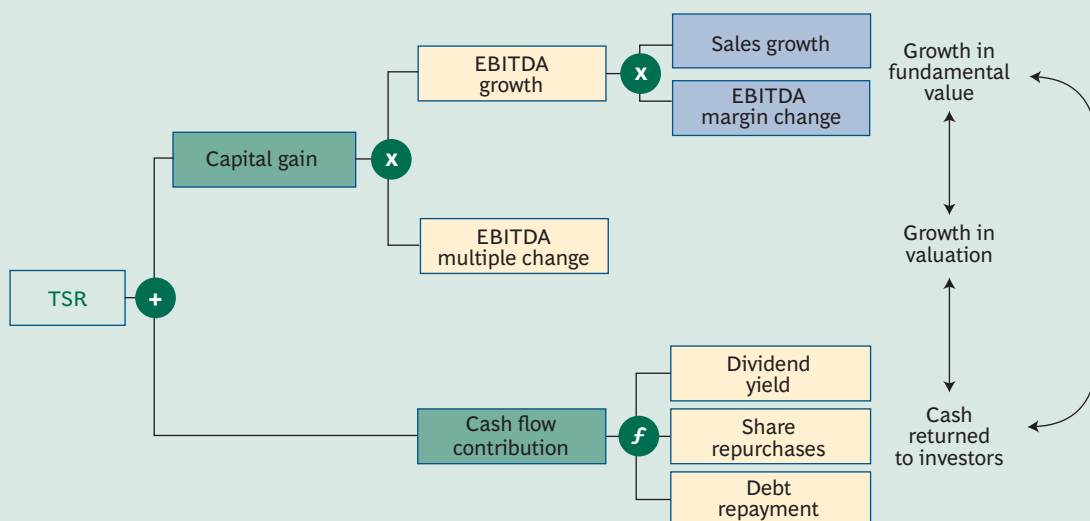 Sales growth
EBITDA
growth
x
EBITDA
margin change
Growth in
fundamental
value
Capital gain
x
EBITDA
multiple change
Growth in
valuation
TSR
+
Dividend
yield
Cash flow
contribution
f
Share
repurchases
Debt
repayment
Cash
returned
to investors